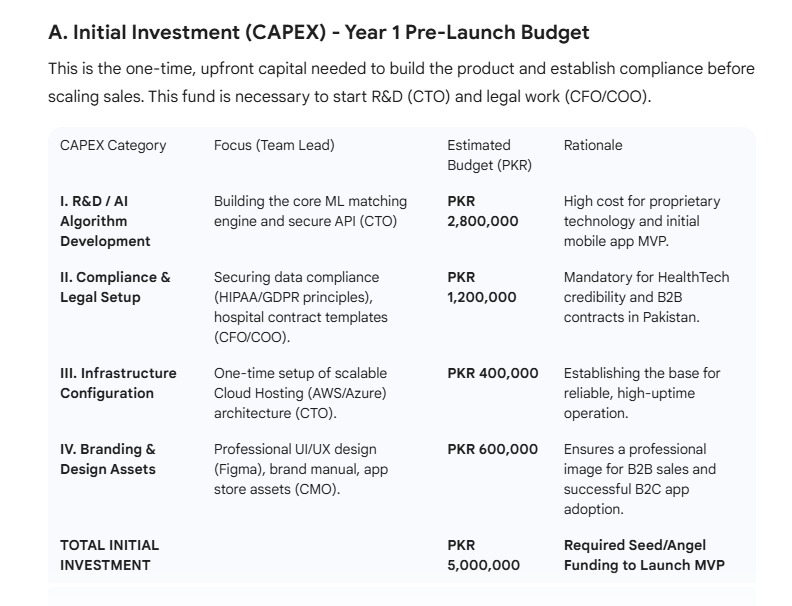 A. Initial Investment (CAPEX) - Year 1 Pre-Launch Budget
This is the one-time, upfront capital needed to build the product and establish compliance before
scaling sales. This fund is necessary to start R&D (CTO) and legal work (CFO/COO).
CAPEX Category
Focus (Team Lead)
Estimated
Budget (PKR)
Rationale
I. R&D / AI
Algorithm
Development
Building the core ML matching
engine and secure API (CTO)
PKR
2,800,000
High cost for proprietary
technology and initial
mobile app MVP.
II. Compliance &
Legal Setup
Securing data compliance
(HIPAA/GDPR principles),
hospital contract templates
(CFO/COO).
PKR
1,200,000
Mandatory for HealthTech
credibility and B2B
contracts in Pakistan.
III. Infrastructure
Configuration
One-time setup of scalable
Cloud Hosting (AWS/Azure)
architecture (CTO).
PKR 400,000
Establishing the base for
reliable, high-uptime
operation.
IV. Branding &
Design Assets
Professional UI/UX design
(Figma), brand manual, app
store assets (CMO).
PKR 600,000
Ensures a professional
image for B2B sales and
successful B2C app
adoption.
TOTAL INITIAL
INVESTMENT
PKR
5,000,000
Required Seed/Angel
Funding to Launch MVP